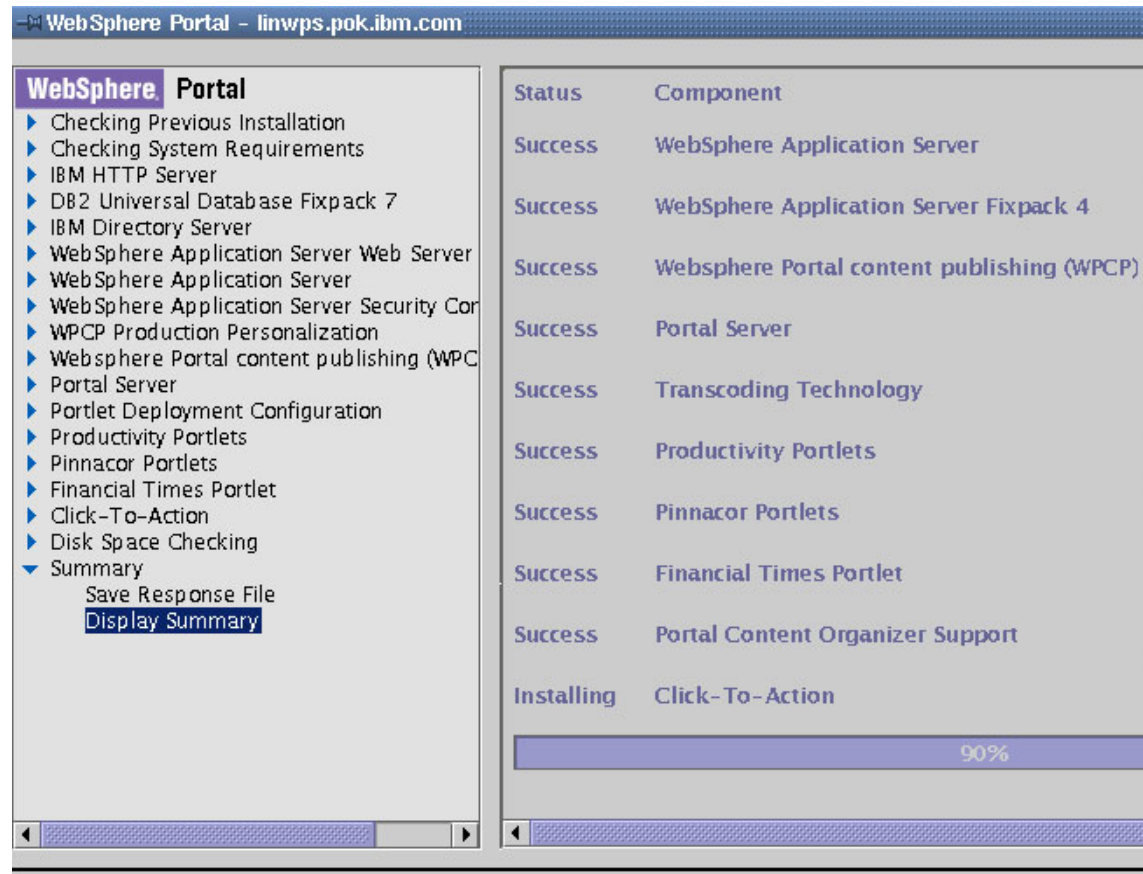 WebSphere Portal - linwps.pok.ibm.com
WebSphere Portal
Checking Previous Installation
Checking System Requirements
IBM HTTP Server
DB2 Universal Database Fixpack 7
IBM Directory Server
WebSphere Application Server Web Server
WebSphere Application Server
WebSphere Application Server Security Con
WPCP Production Personalization
Websphere Portal content publishing (WPC
Portal Server
Portlet Deployment Configuration
Productivity Portlets
Pinnacor Portlets
Financial Times Portlet
Click-To-Action
Disk Space Checking
Summary
Save Response File
Display Summary
Status Component
Success WebSphere Application Server
Success WebSphere Application Server Fixpack 4
Success Websphere Portal content publishing (WPCP)
Success Portal Server
Success Transcoding Technology
Success Productivity Portlets
Success Pinnacor Portlets
Success Financial Times Portlet
Success Portal Content Organizer Support
Installing Click-To-Action
90%